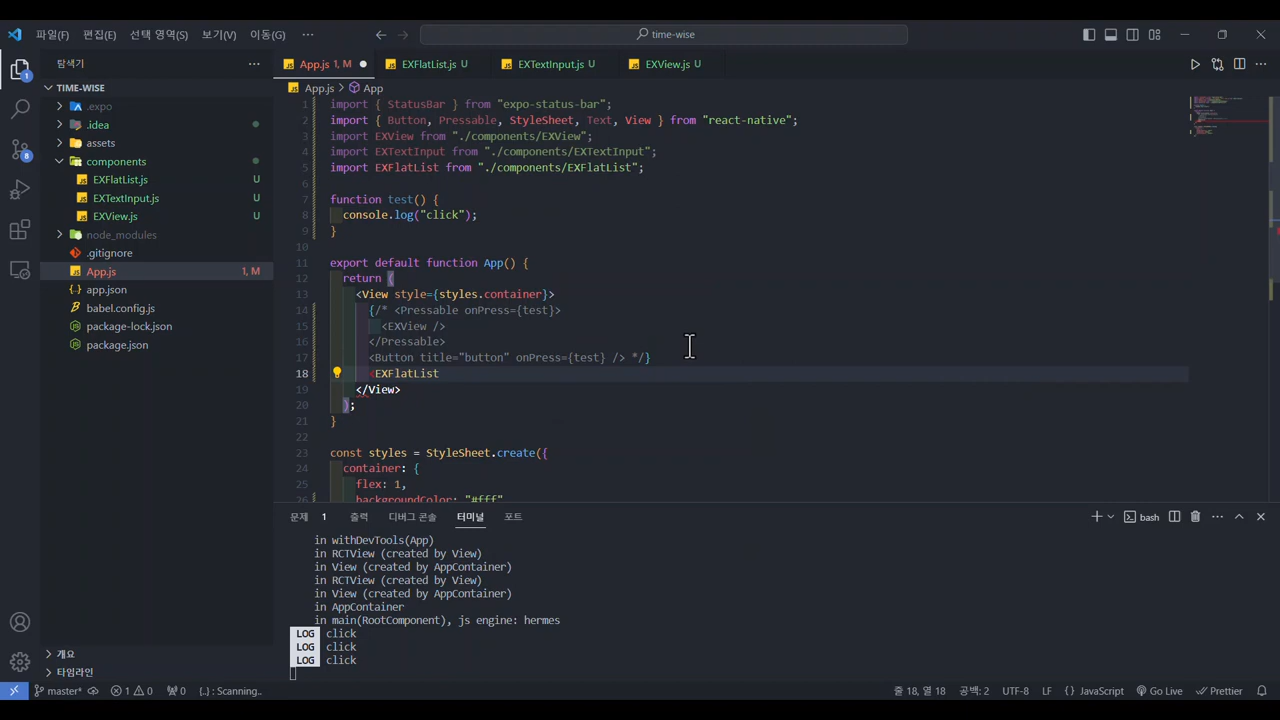 파일(F) 편집(E) 선택 영역(S) 보기(V) 이동(G) ··· time-wise
탐색기
TIME-WISE
.expo
.idea
assets
components
EXFlatList.js U
EXTextInput.js U
EXView.js U
node_modules
.gitignore
App.js 1, M
app.json
babel.config.js
package-lock.json
package.json
개요
타임라인
App.js 1, M EXFlatList.js U EXTextInput.js U EXView.js U
App.js > App
1 import { StatusBar } from "expo-status-bar";
2 import { Button, Pressable, StyleSheet, Text, View } from "react-native";
3 import EXView from "./components/EXView";
4 import EXTextInput from "./components/EXTextInput";
5 import EXFlatList from "./components/EXFlatList";
6
7 function test() {
8 console.log("click");
9 }
10
11 export default function App() {
12 return (
13 <View style={styles.container}>
14 {/* <Pressable onPress={test}>
15 <EXView />
16 </Pressable>
17 <Button title="button" onPress={test} /> */}
18 <EXFlatList
19 </View>
20 );
21 }
22
23 const styles = StyleSheet.create({
24 container: {
25 flex: 1,
26 backgroundColor: "#fff"
문제 1 출력 디버그 콘솔 터미널 포트 bash
in withDevTools(App)
in RCTView (created by View)
in View (created by AppContainer)
in RCTView (created by View)
in View (created by AppContainer)
in AppContainer
in main(RootComponent), js engine: hermes
LOG click
LOG click
LOG click
master* 1 0 0 {..} : Scanning.. 줄 18, 열 18 공백: 2 UTF-8 LF { } JavaScript Go Live Prettier